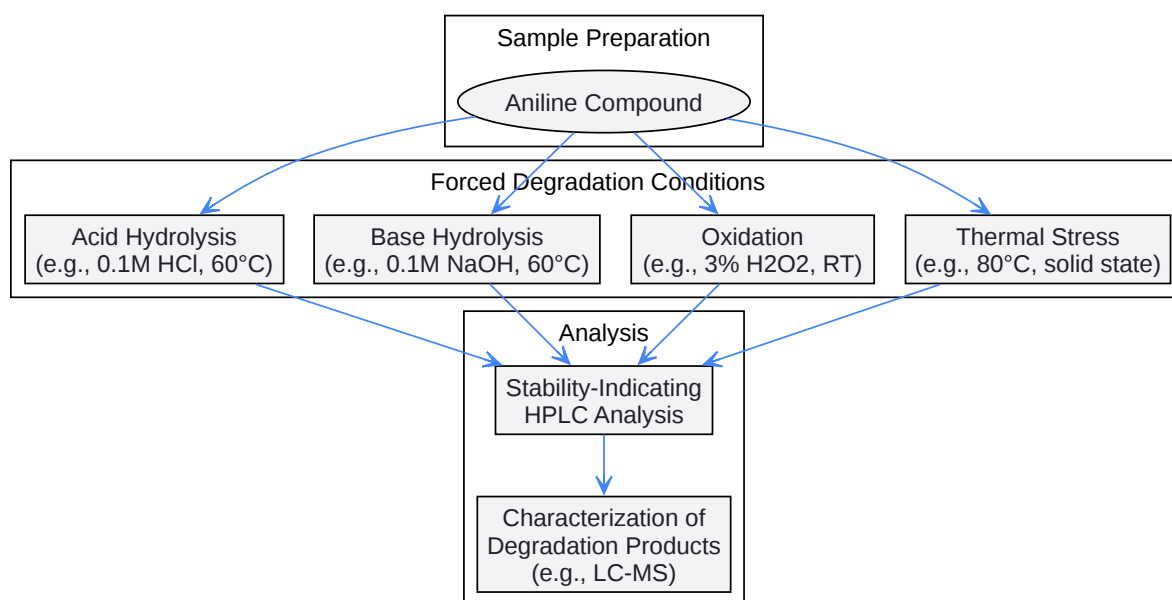 Sample Preparation
Aniline Compound
Forced Degradation Conditions
Acid Hydrolysis
(e.g., 0.1M HCl, 60°C)
Base Hydrolysis
(e.g., 0.1M NaOH, 60°C)
Oxidation
(e.g., 3% H2O2, RT)
Thermal Stress
(e.g., 80°C, solid state)
Analysis
Stability-Indicating
HPLC Analysis
Characterization of
Degradation Products
(e.g., LC-MS)